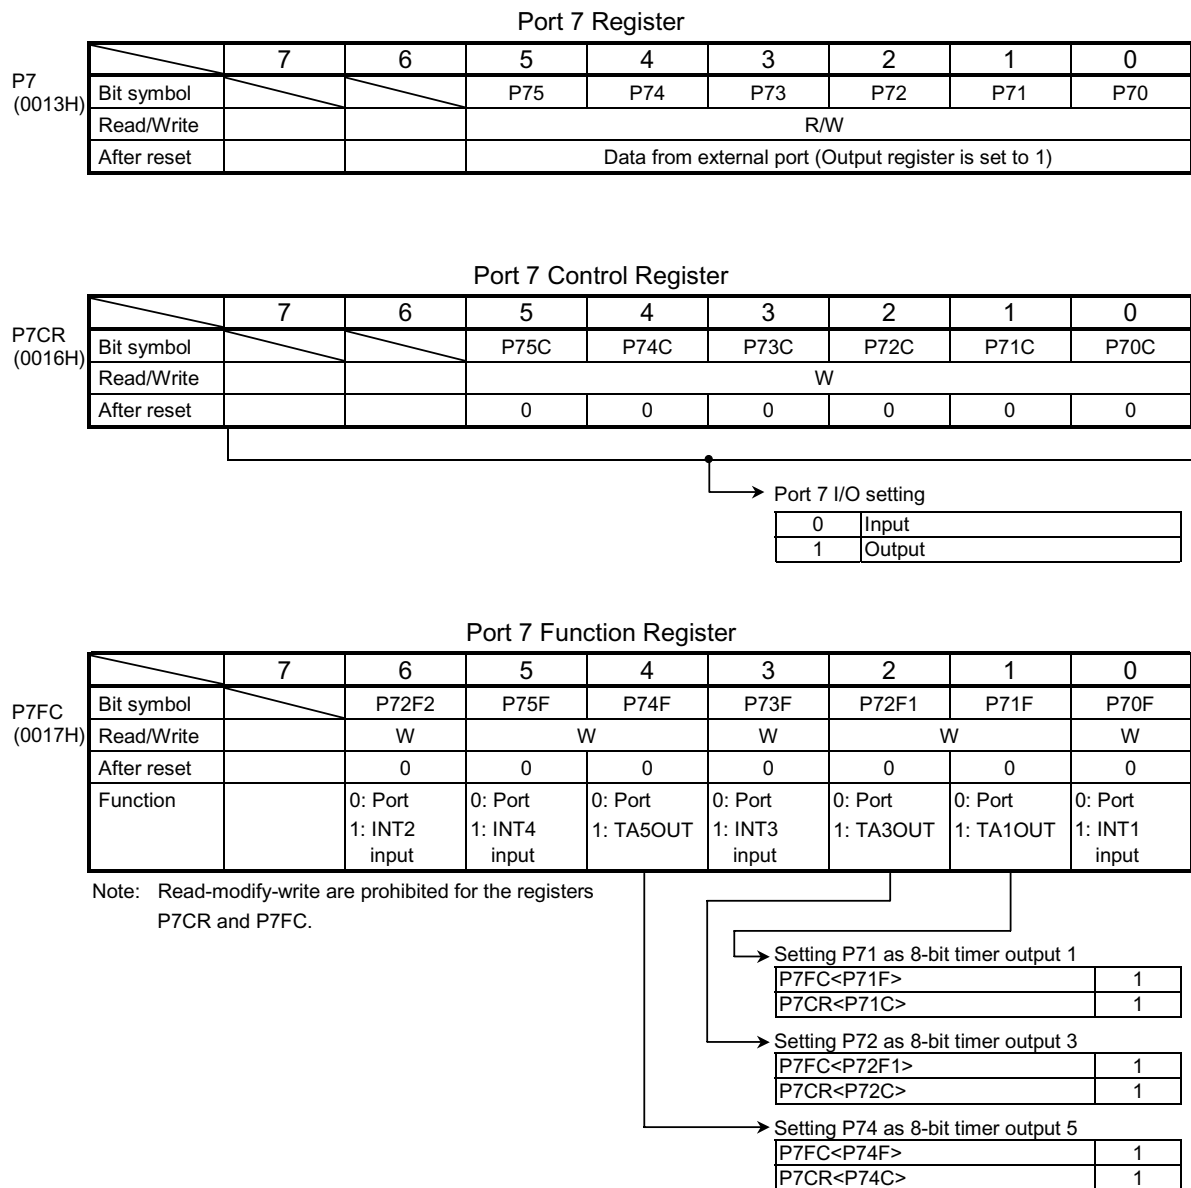 Port 7 Register
7 6 5 4 3 2 1 0
P7
(0013H)
Bit symbol P75 P74 P73 P72 P71 P70
Read/Write R/W
After reset Data from external port (Output register is set to 1)
Port 7 Control Register
7 6 5 4 3 2 1 0
P7CR
(0016H)
Bit symbol P75C P74C P73C P72C P71C P70C
Read/Write W
After reset 0 0 0 0 0 0
Port 7 I/O setting
0 Input
1 Output
Port 7 Function Register
7 6 5 4 3 2 1 0
P7FC
(0017H)
Bit symbol P72F2 P75F P74F P73F P72F1 P71F P70F
Read/Write W W W W W
After reset 0 0 0 0 0 0 0
Function 0: Port 0: Port 0: Port 0: Port 0: Port 0: Port 0: Port
1: INT2 1: INT4 1: TA5OUT 1: INT3 1: TA3OUT 1: TA1OUT 1: INT1
input input input input
Note: Read-modify-write are prohibited for the registers
P7CR and P7FC.
Setting P71 as 8-bit timer output 1
P7FC<P71F> 1
P7CR<P71C> 1
Setting P72 as 8-bit timer output 3
P7FC<P72F1> 1
P7CR<P72C> 1
Setting P74 as 8-bit timer output 5
P7FC<P74F> 1
P7CR<P74C> 1